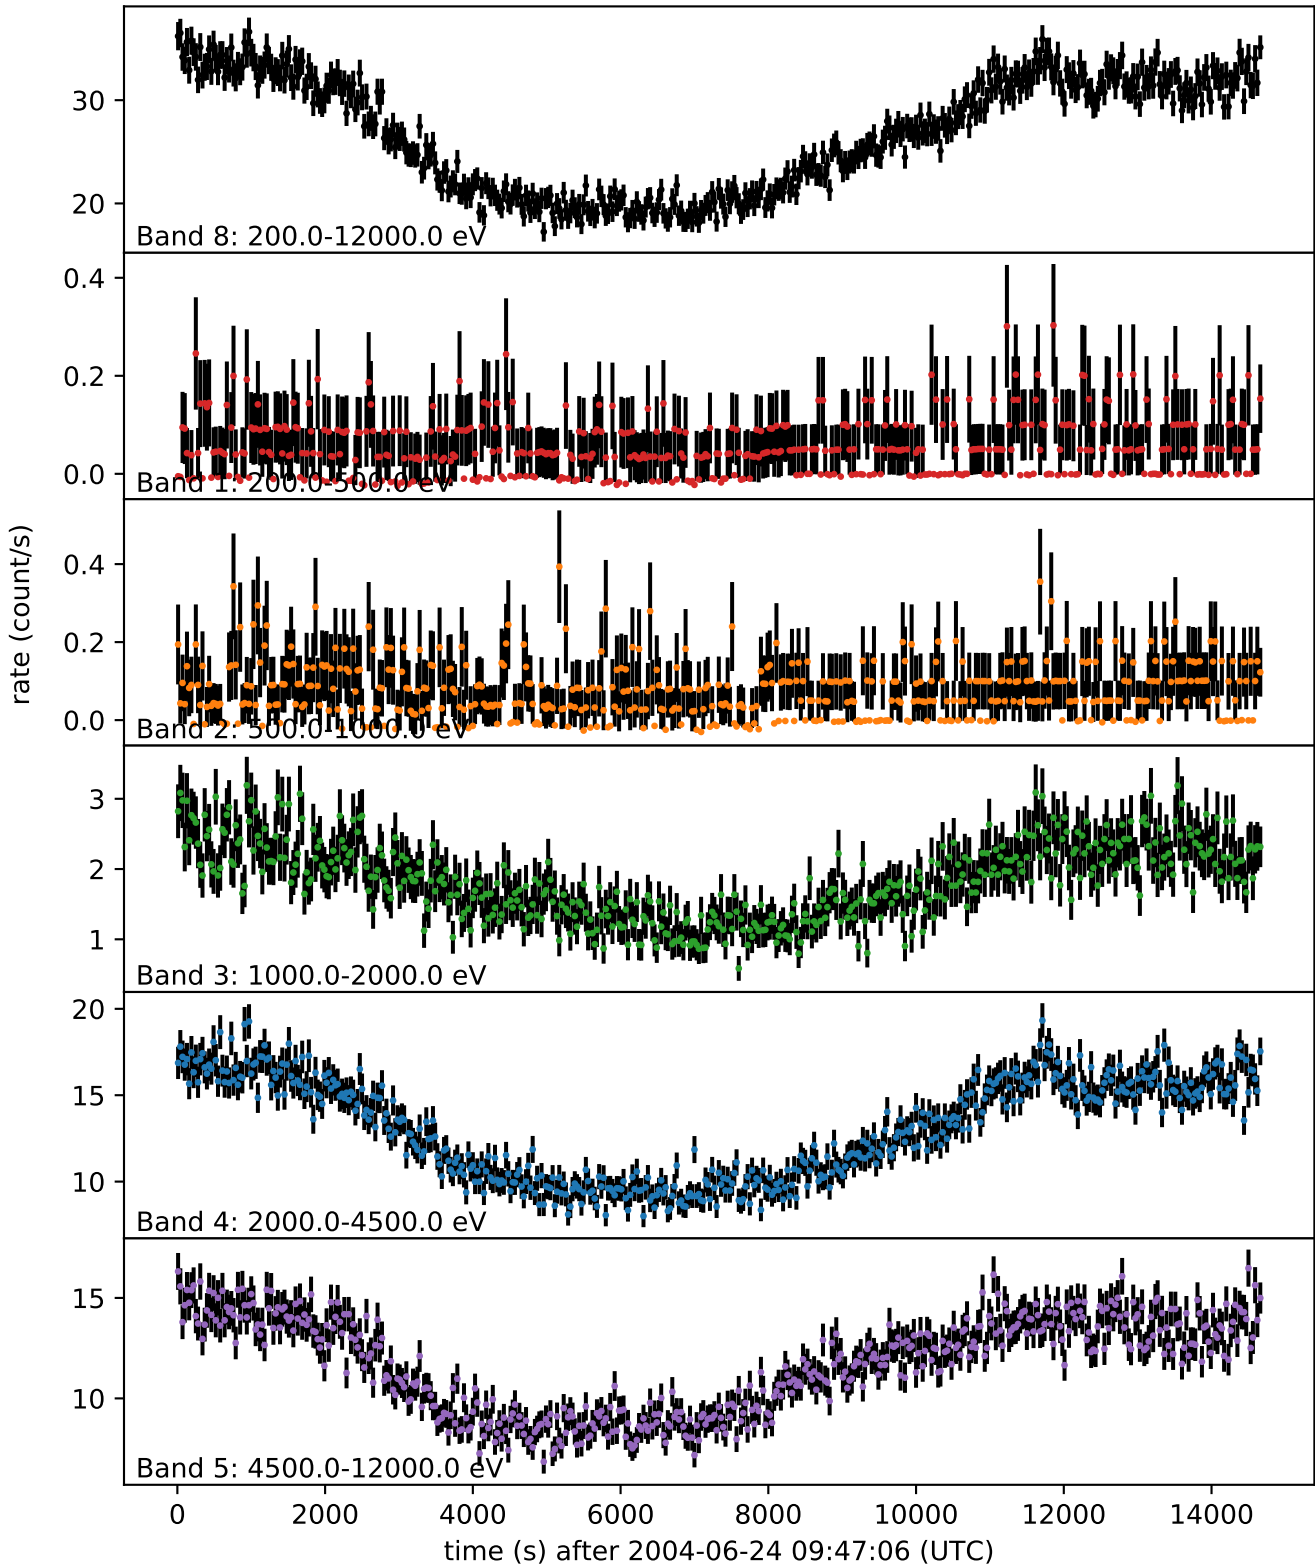 30
20
Band 8: 200.0-12000.0 eV
0.4
0.2
0.0
Band 1: 200.0-500.0 eV
0.4
0.2
0.0
Band 2: 500.0-1000.0 eV
rate (count/s)
3
2
1
Band 3: 1000.0-2000.0 eV
20
15
10
Band 4: 2000.0-4500.0 eV
15
10
Band 5: 4500.0-12000.0 eV
0 2000 4000 6000 8000 10000 12000 14000
time (s) after 2004-06-24 09:47:06 (UTC)